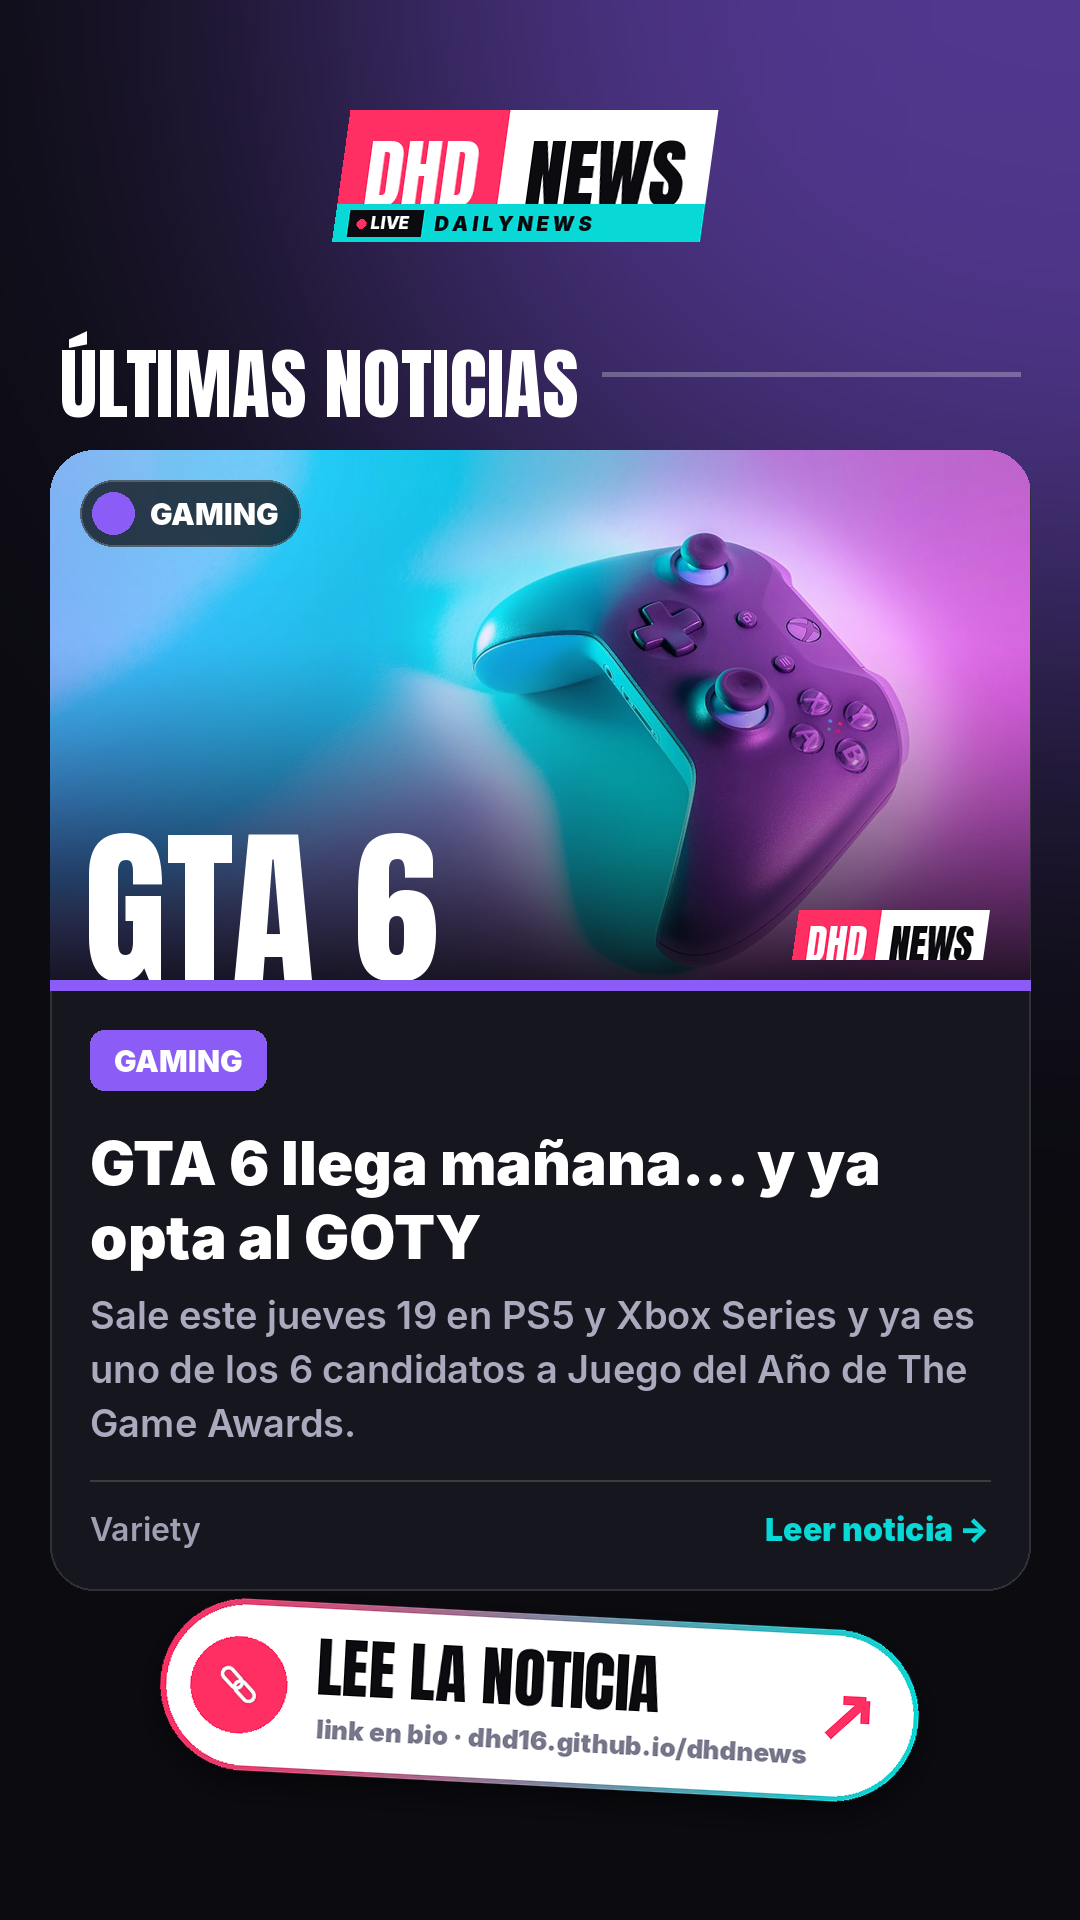 DHD NEWS
LIVE DAILYNEWS
ÚLTIMAS NOTICIAS
GAMING
GTA 6
DHD NEWS
GAMING
GTA 6 llega mañana... y ya
opta al GOTY
Sale este jueves 19 en PS5 y Xbox Series y ya es
uno de los 6 candidatos a Juego del Año de The
Game Awards.
Variety
Leer noticia →
LEE LA NOTICIA
link en bio · dhd16.github.io/dhdnews